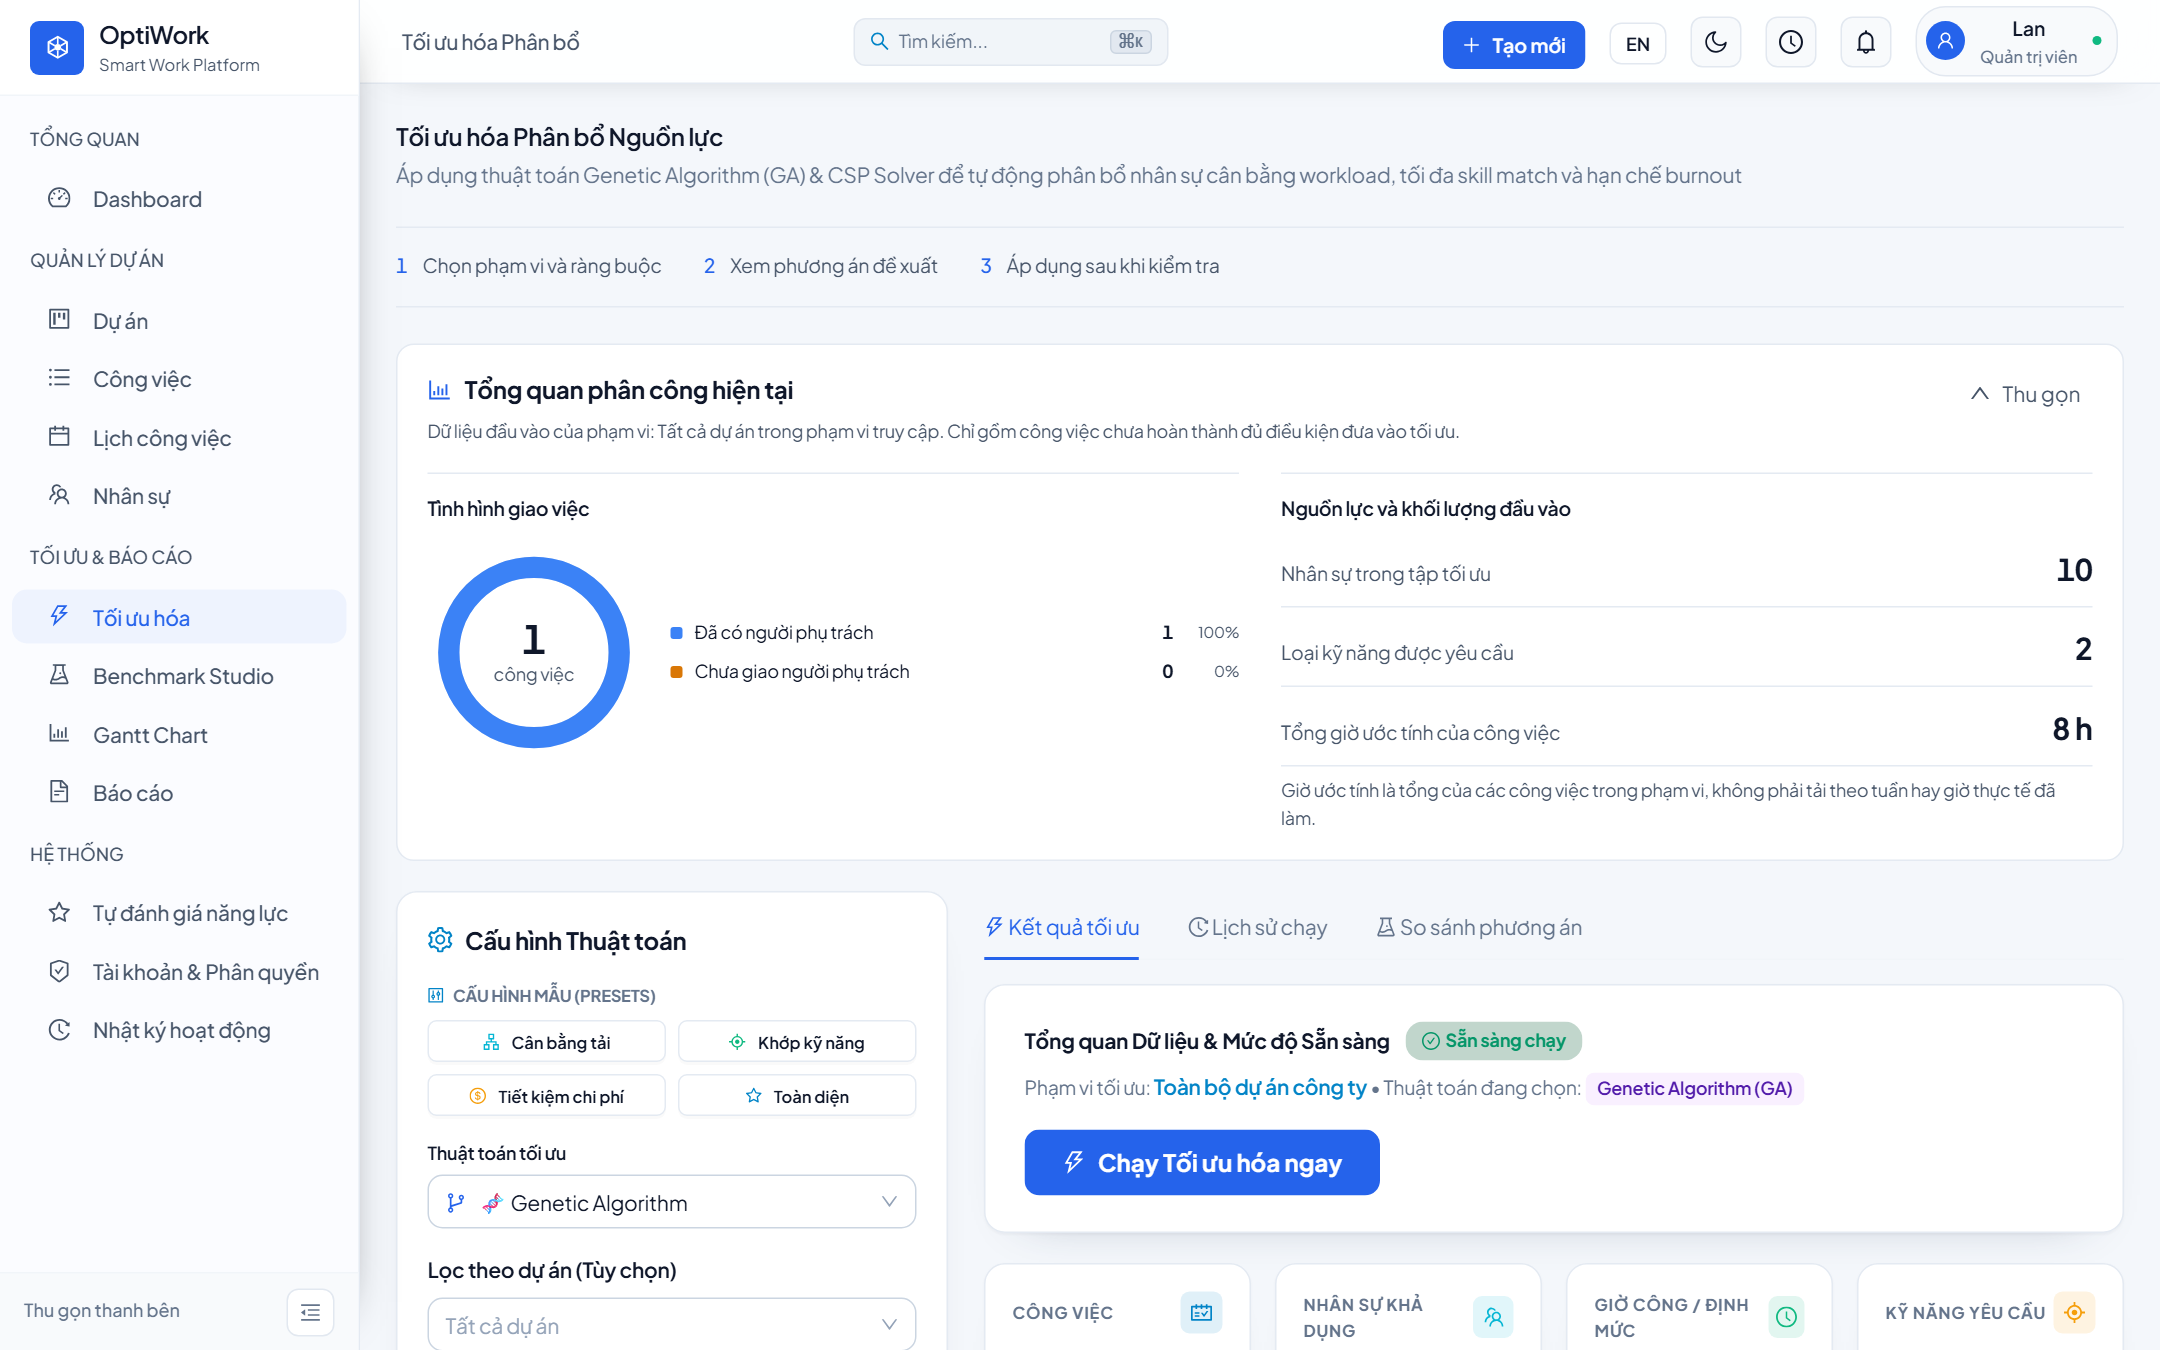 OptiWork
Smart Work Platform
TỔNG QUAN
Dashboard
QUẢN LÝ DỰ ÁN
Dự án
Công việc
Lịch công việc
Nhân sự
TỐI ƯU & BÁO CÁO
Tối ưu hóa
Benchmark Studio
Gantt Chart
Báo cáo
HỆ THỐNG
Tự đánh giá năng lực
Tài khoản & Phân quyền
Nhật ký hoạt động
Thu gọn thanh bên
Tối ưu hóa Phân bổ
Tìm kiếm...
⌘K
Tạo mới
EN
Lan
Quản trị viên
Tối ưu hóa Phân bổ Nguồn lực
Áp dụng thuật toán Genetic Algorithm (GA) & CSP Solver để tự động phân bổ nhân sự cân bằng workload, tối đa skill match và hạn chế burnout
1 Chọn phạm vi và ràng buộc
2 Xem phương án đề xuất
3 Áp dụng sau khi kiểm tra
Tổng quan phân công hiện tại
Thu gọn
Dữ liệu đầu vào của phạm vi: Tất cả dự án trong phạm vi truy cập. Chỉ gồm công việc chưa hoàn thành đủ điều kiện đưa vào tối ưu.
Tình hình giao việc
1
công việc
Đã có người phụ trách 1 100%
Chưa giao người phụ trách 0 0%
Nguồn lực và khối lượng đầu vào
Nhân sự trong tập tối ưu 10
Loại kỹ năng được yêu cầu 2
Tổng giờ ước tính của công việc 8 h
Giờ ước tính là tổng của các công việc trong phạm vi, không phải tải theo tuần hay giờ thực tế đã
làm.
Cấu hình Thuật toán
CẤU HÌNH MẪU (PRESETS)
Cân bằng tải
Khớp kỹ năng
Tiết kiệm chi phí
Toàn diện
Thuật toán tối ưu
🧬 Genetic Algorithm
Lọc theo dự án (Tùy chọn)
Tất cả dự án
Kết quả tối ưu
Lịch sử chạy
So sánh phương án
Tổng quan Dữ liệu & Mức độ Sẵn sàng
Sẵn sàng chạy
Phạm vi tối ưu: Toàn bộ dự án công ty • Thuật toán đang chọn: Genetic Algorithm (GA)
Chạy Tối ưu hóa ngay
CÔNG VIỆC
NHÂN SỰ KHẢ
DỤNG
GIỜ CÔNG / ĐỊNH
MỨC
KỸ NĂNG YÊU CẦU